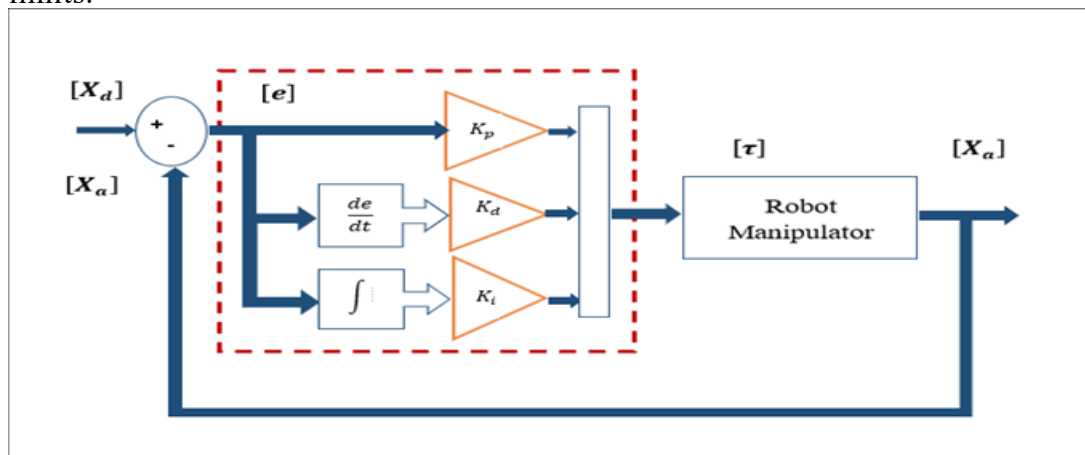 [X_d]
+
-
[X_a]
[e]
K_p
de
dt
K_d
∫
K_i
[τ]
Robot
Manipulator
[X_a]